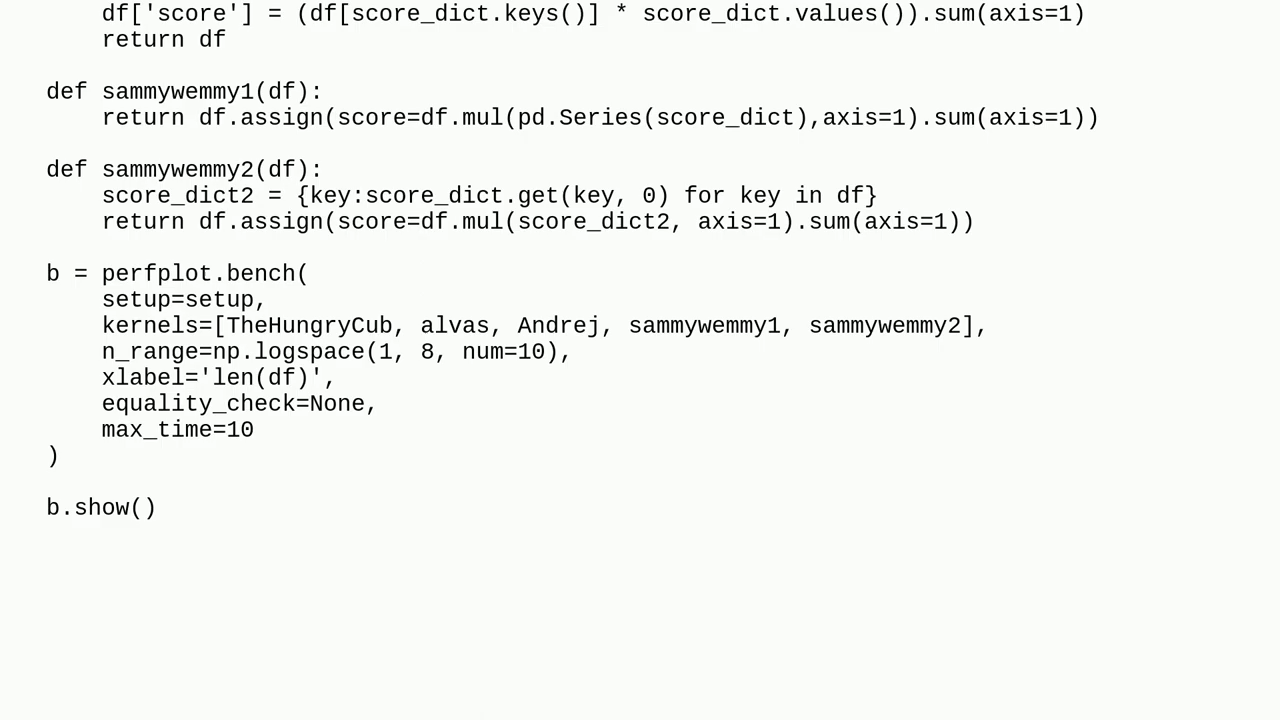 df['score'] = (df[score_dict.keys()] * score_dict.values()).sum(axis=1)
return df
def sammywemmy1(df):
return df.assign(score=df.mul(pd.Series(score_dict),axis=1).sum(axis=1))
def sammywemmy2(df):
score_dict2 = {key:score_dict.get(key, 0) for key in df}
return df.assign(score=df.mul(score_dict2, axis=1).sum(axis=1))
b = perfplot.bench(
setup=setup,
kernels=[TheHungryCub, alvas, Andrej, sammywemmy1, sammywemmy2],
n_range=np.logspace(1, 8, num=10),
xlabel='len(df)',
equality_check=None,
max_time=10
)
b.show()